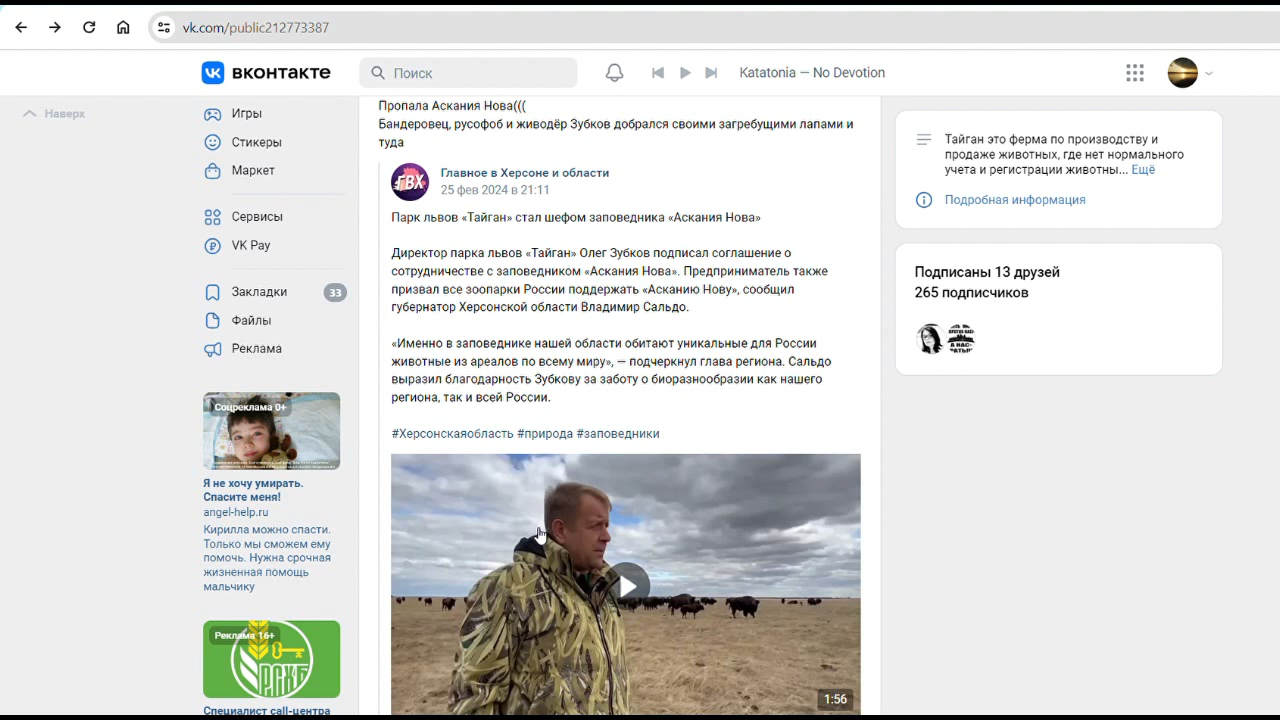 vk.com/public212773387
вконтакте
Поиск
Katatonia — No Devotion
Наверх
Игры
Стикеры
Маркет
Сервисы
VK Pay
Закладки
33
Файлы
Реклама
Соцреклама 0+
Я не хочу умирать.
Спасите меня!
angel-help.ru
Кирилла можно спасти.
Только мы сможем ему
помочь. Нужна срочная
жизненная помощь
мальчику
Реклама 16+
РСХБ
Специалист call-центра
Пропала Аскания Нова(((
Бандеровец, русофоб и живодёр Зубков добрался своими загребущими лапами и
туда
ГВХ
Главное в Херсоне и области
25 фев 2024 в 21:11
Парк львов «Тайган» стал шефом заповедника «Аскания Нова»
Директор парка львов «Тайган» Олег Зубков подписал соглашение о
сотрудничестве с заповедником «Аскания Нова». Предприниматель также
призвал все зоопарки России поддержать «Асканию Нову», сообщил
губернатор Херсонской области Владимир Сальдо.
«Именно в заповеднике нашей области обитают уникальные для России
животные из ареалов по всему миру», — подчеркнул глава региона. Сальдо
выразил благодарность Зубкову за заботу о биоразнообразии как нашего
региона, так и всей России.
#Херсонскаяобласть #природа #заповедники
1:56
Тайган это ферма по производству и
продаже животных, где нет нормального
учета и регистрации животны... Ещё
Подробная информация
Подписаны 13 друзей
265 подписчиков